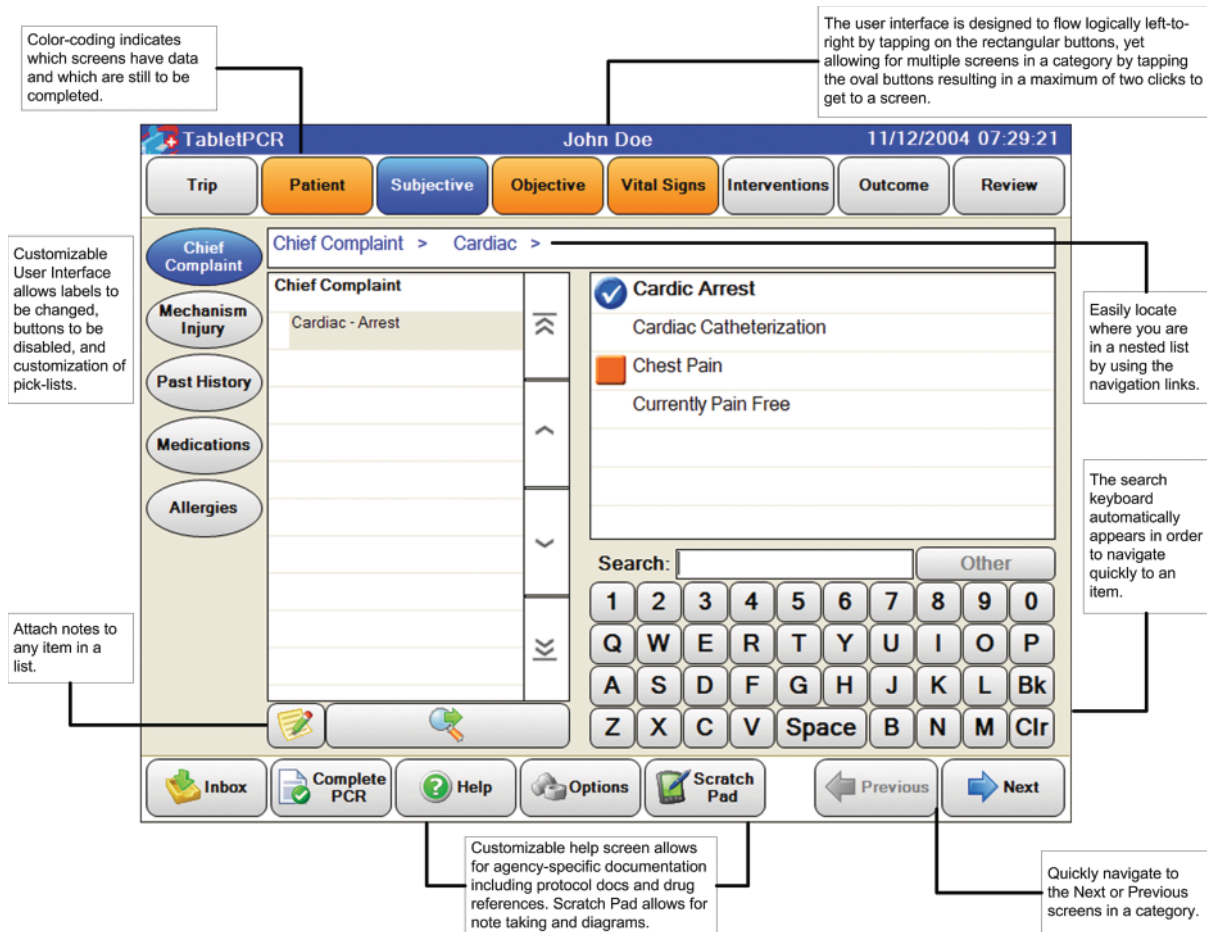 Color-coding indicates
which screens have data
and which are still to be
completed.
The user interface is designed to flow logically left-to-
right by tapping on the rectangular buttons, yet
allowing for multiple screens in a category by tapping
the oval buttons resulting in a maximum of two clicks to
get to a screen.
TabletPCR John Doe 11/12/2004 07:29:21
Trip Patient Subjective Objective Vital Signs Interventions Outcome Review
Customizable
User Interface
allows labels to
be changed,
buttons to be
disabled, and
customization of
pick-lists.
Chief
Complaint
Mechanism
Injury
Past History
Medications
Allergies
Chief Complaint > Cardiac >
Chief Complaint
Cardiac - Arrest
Cardic Arrest
Cardiac Catheterization
Chest Pain
Currently Pain Free
Easily locate
where you are
in a nested list
by using the
navigation links.
Search: Other
1 2 3 4 5 6 7 8 9 0
Q W E R T Y U I O P
A S D F G H J K L Bk
Z X C V Space B N M Clr
The search
keyboard
automatically
appears in order
to navigate
quickly to an
item.
Attach notes to
any item in a
list.
Inbox
Complete
PCR
Help
Options
Scratch
Pad
Previous
Next
Customizable help screen allows
for agency-specific documentation
including protocol docs and drug
references. Scratch Pad allows for
note taking and diagrams.
Quickly navigate to
the Next or Previous
screens in a category.